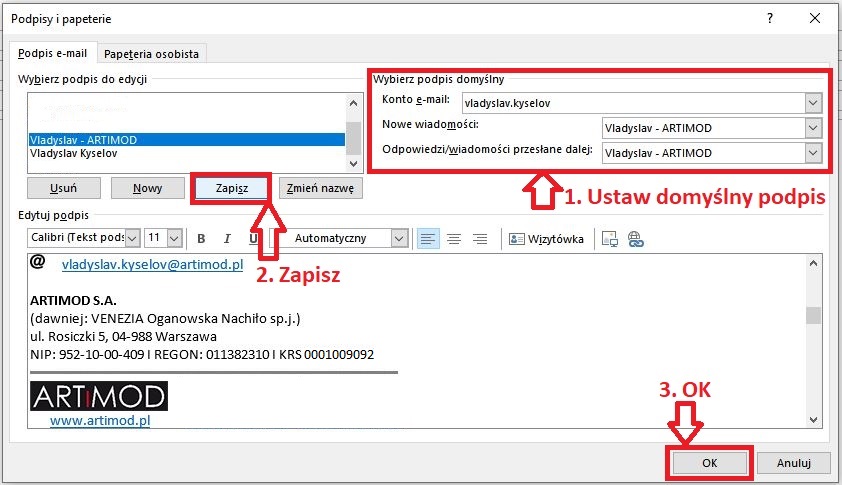 Podpisy i papeterie
? ×
Podpis e-mail Papeteria osobista
Wybierz podpis do edycji
Vladyslav - ARTIMOD
Vladyslav Kyselov
Usuń Nowy Zapisz Zmień nazwę
Wybierz podpis domyślny
Konto e-mail: vladyslav.kyselov
Nowe wiadomości: Vladyslav - ARTIMOD
Odpowiedzi/wiadomości przesłane dalej: Vladyslav - ARTIMOD
1. Ustaw domyślny podpis
Edytuj podpis
Calibri (Tekst pods 11 B I U Automatyczny Wizytówka
2. Zapisz
@ vladyslav.kyselov@artimod.pl
ARTIMOD S.A.
(dawniej: VENEZIA Oganowska Nachiło sp.j.)
ul. Rosiczki 5, 04-988 Warszawa
NIP: 952-10-00-409 I REGON: 011382310 I KRS 0001009092
ARTIMOD
www.artimod.pl
3. OK
OK Anuluj